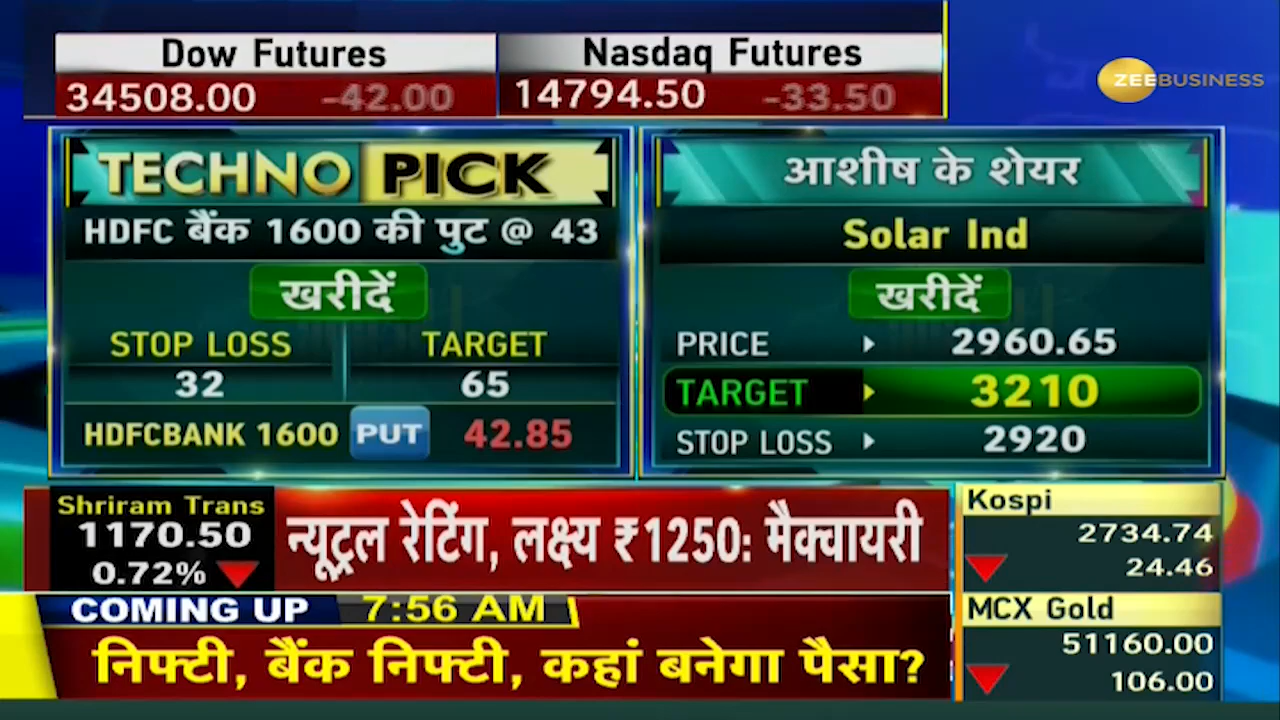 Dow Futures
34508.00 -42.00
Nasdaq Futures
14794.50 -33.50
ZEEBUSINESS
TECHNO PICK
HDFC बैंक 1600 की पुट @ 43
खरीदें
STOP LOSS TARGET
32 65
HDFCBANK 1600 PUT 42.85
आशीष के शेयर
Solar Ind
खरीदें
PRICE 2960.65
TARGET 3210
STOP LOSS 2920
Shriram Trans
1170.50
0.72%
न्यूट्रल रेटिंग, लक्ष्य ₹1250: मैक्वायरी
Kospi
2734.74
24.46
COMING UP 7:56 AM
निफ्टी, बैंक निफ्टी, कहां बनेगा पैसा?
MCX Gold
51160.00
106.00